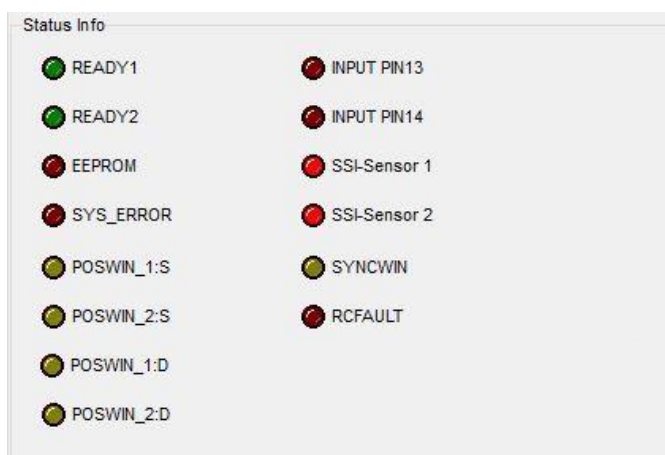 Status Info
READY1
READY2
EEPROM
SYS_ERROR
POSWIN_1:S
POSWIN_2:S
POSWIN_1:D
POSWIN_2:D
INPUT PIN13
INPUT PIN14
SSI-Sensor 1
SSI-Sensor 2
SYNCWIN
RCFAULT